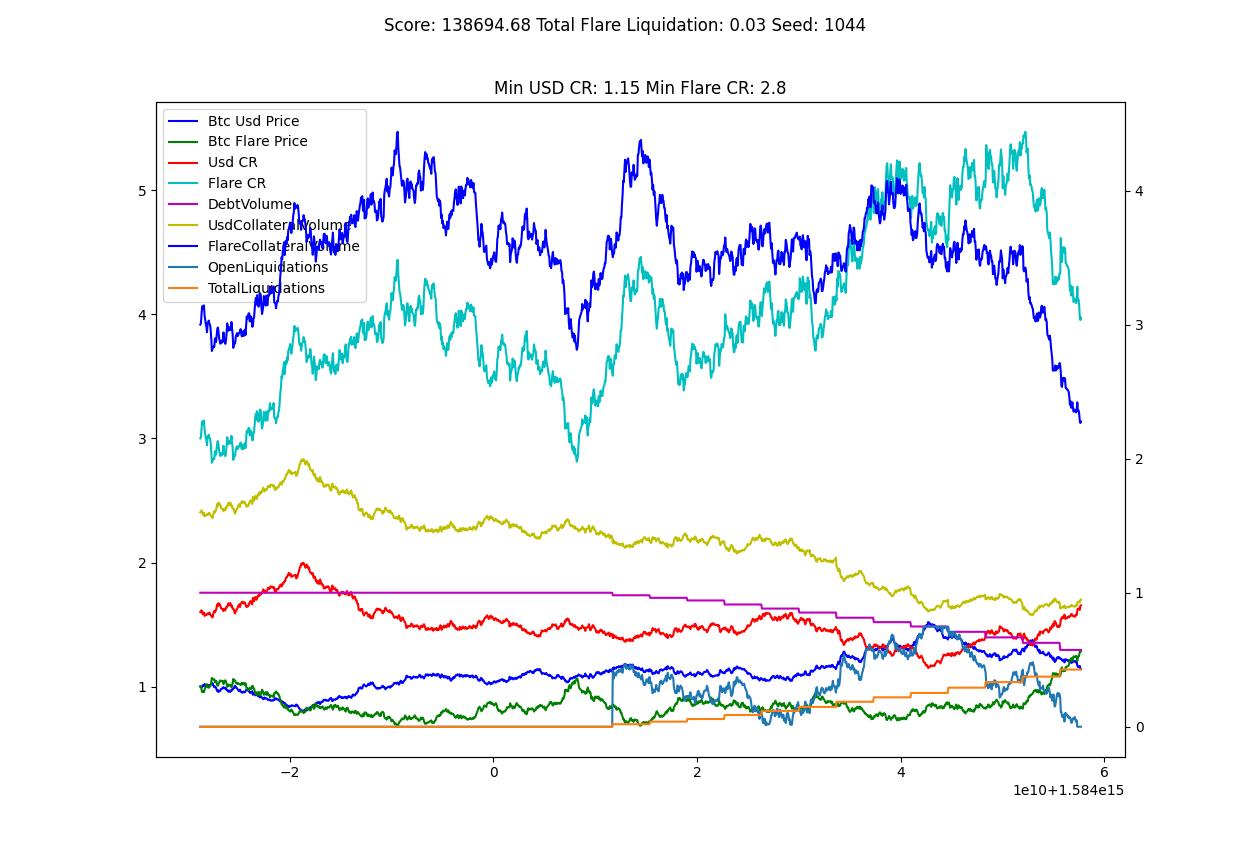 Score: 138694.68 Total Flare Liquidation: 0.03 Seed: 1044
Min USD CR: 1.15 Min Flare CR: 2.8
Btc Usd Price
Btc Flare Price
Usd CR
Flare CR
DebtVolume
UsdCollateralVolume
FlareCollateralVolume
OpenLiquidations
TotalLiquidations
5
4
3
2
1
4
3
2
1
0
−2
0
2
4
6
1e10+1.584e15